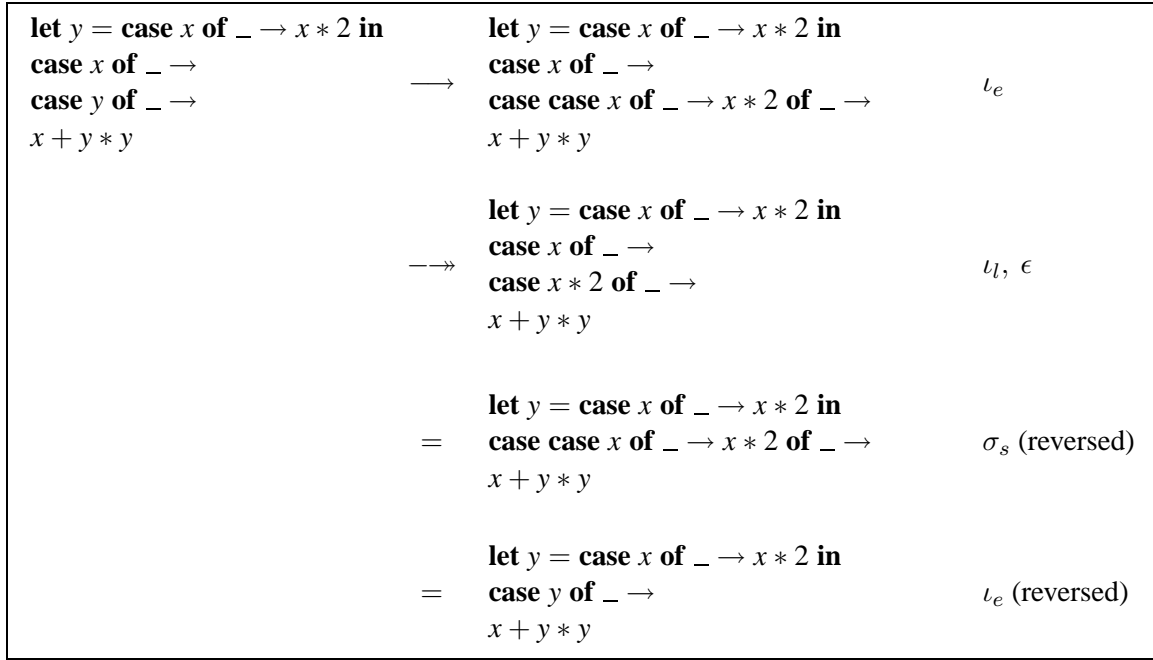 let y = case x of _ → x ∗ 2 in
case x of _ →
case y of _ →
x + y ∗ y
⟶
let y = case x of _ → x ∗ 2 in
case x of _ →
case case x of _ → x ∗ 2 of _ →
x + y ∗ y
ι_e
−→»
let y = case x of _ → x ∗ 2 in
case x of _ →
case x ∗ 2 of _ →
x + y ∗ y
ι_l, ϵ
=
let y = case x of _ → x ∗ 2 in
case case x of _ → x ∗ 2 of _ →
x + y ∗ y
σ_s (reversed)
=
let y = case x of _ → x ∗ 2 in
case y of _ →
x + y ∗ y
ι_e (reversed)